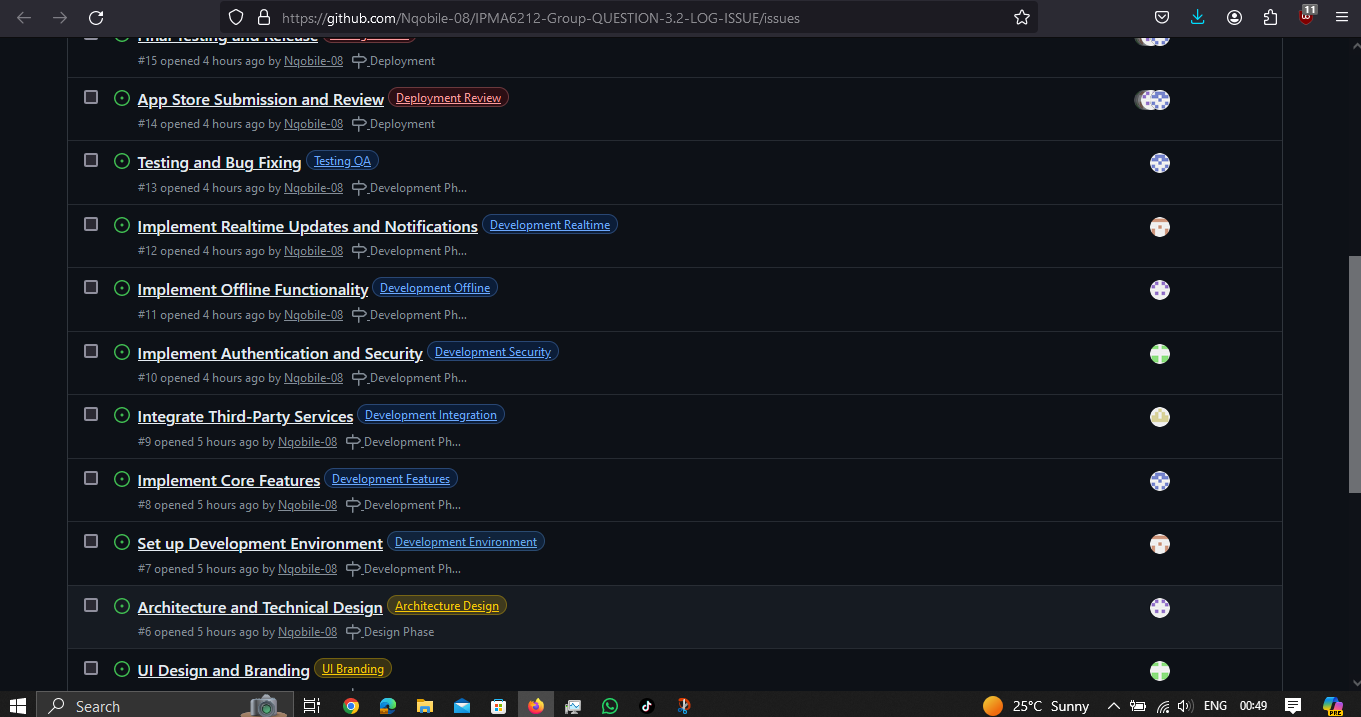 https://github.com/Nqobile-08/IPMA6212-Group-QUESTION-3.2-LOG-ISSUE/issues
11
Final Testing and Release
#15 opened 4 hours ago by Nqobile-08 Deployment
App Store Submission and Review Deployment Review
#14 opened 4 hours ago by Nqobile-08 Deployment
Testing and Bug Fixing Testing QA
#13 opened 4 hours ago by Nqobile-08 Development Ph...
Implement Realtime Updates and Notifications Development Realtime
#12 opened 4 hours ago by Nqobile-08 Development Ph...
Implement Offline Functionality Development Offline
#11 opened 4 hours ago by Nqobile-08 Development Ph...
Implement Authentication and Security Development Security
#10 opened 4 hours ago by Nqobile-08 Development Ph...
Integrate Third-Party Services Development Integration
#9 opened 5 hours ago by Nqobile-08 Development Ph...
Implement Core Features Development Features
#8 opened 5 hours ago by Nqobile-08 Development Ph...
Set up Development Environment Development Environment
#7 opened 5 hours ago by Nqobile-08 Development Ph...
Architecture and Technical Design Architecture Design
#6 opened 5 hours ago by Nqobile-08 Design Phase
UI Design and Branding UI Branding
Search 25°C Sunny ENG 00:49